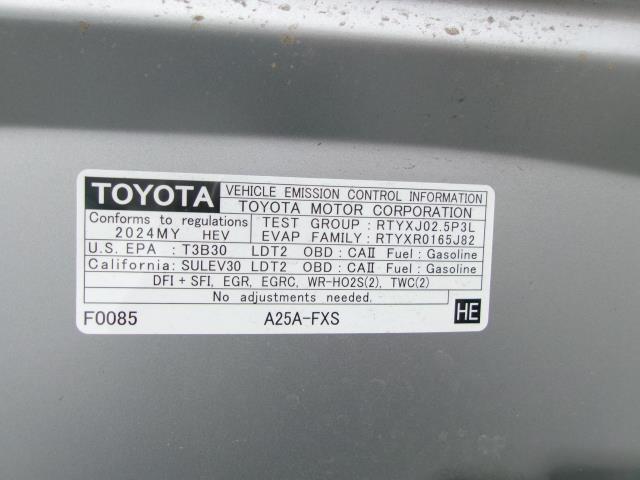 TOYOTA VEHICLE EMISSION CONTROL INFORMATION
TOYOTA MOTOR CORPORATION
Conforms to regulations TEST GROUP : RTYXJ02.5P3L
2024MY HEV EVAP FAMILY : RTYXR0165J82
U.S. EPA : T3B30 LDT2 OBD : CAⅡ Fuel : Gasoline
California: SULEV30 LDT2 OBD : CAⅡ Fuel : Gasoline
DFI + SFI, EGR, EGRC, WR-HO2S(2), TWC(2)
No adjustments needed.
F0085 A25A-FXS HE